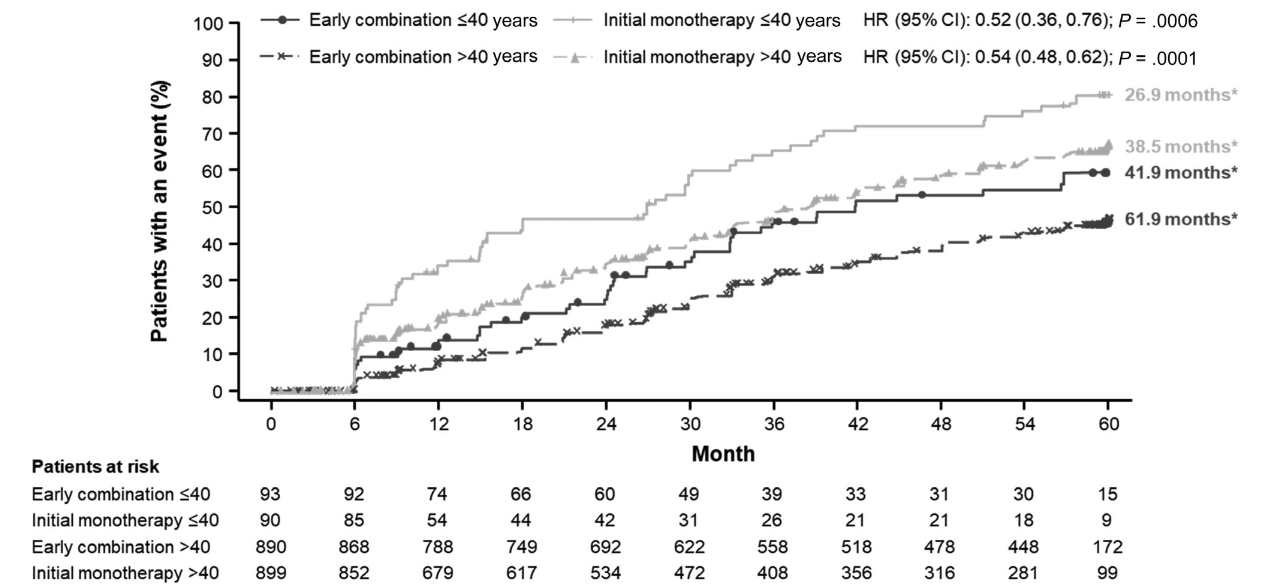 Early combination ≤40 years Initial monotherapy ≤40 years HR (95% CI): 0.52 (0.36, 0.76); P = .0006
Early combination >40 years Initial monotherapy >40 years HR (95% CI): 0.54 (0.48, 0.62); P = .0001
Patients with an event (%)
100
90
80
70
60
50
40
30
20
10
0
26.9 months*
38.5 months*
41.9 months*
61.9 months*
0 6 12 18 24 30 36 42 48 54 60
Month
Patients at risk
Early combination ≤40 93 92 74 66 60 49 39 33 31 30 15
Initial monotherapy ≤40 90 85 54 44 42 31 26 21 21 18 9
Early combination >40 890 868 788 749 692 622 558 518 478 448 172
Initial monotherapy >40 899 852 679 617 534 472 408 356 316 281 99